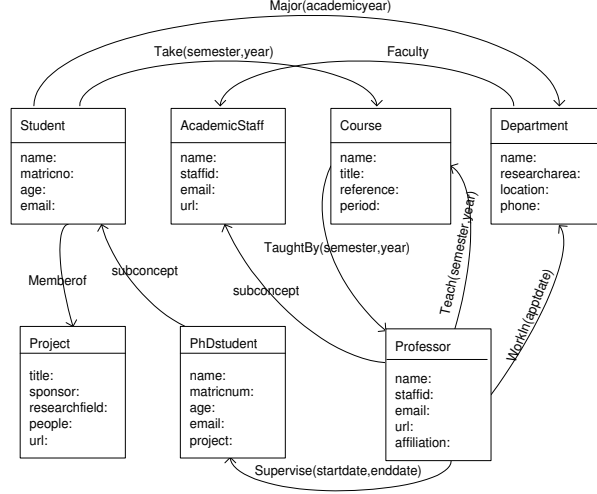 Major(academicyear)
Take(semester,year)
Faculty
Student
name:
matricno:
age:
email:
AcademicStaff
name:
staffid:
email:
url:
Course
name:
title:
reference:
period:
Department
name:
researcharea:
location:
phone:
TaughtBy(semester,year)
Teach(semester,year)
Memberof
subconcept
subconcept
WorkIn(apptdate)
Project
title:
sponsor:
researchfield:
people:
url:
PhDstudent
name:
matricnum:
age:
email:
project:
Professor
name:
staffid:
email:
url:
affiliation:
Supervise(startdate,enddate)